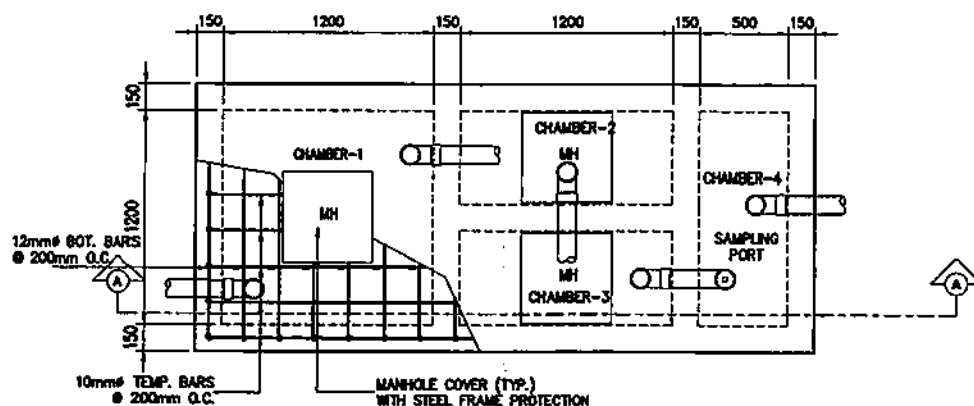 150 1200 150 1200 150 500 150
150
1200
150
CHAMBER-1
MH
CHAMBER-2
MH
CHAMBER-4
SAMPLING
PORT
MH
CHAMBER-3
12mmø BOT. BARS
@ 200mm O.C.
A
A
10mmø TEMP. BARS
@ 200mm O.C.
MANHOLE COVER (TYP.)
WITH STEEL FRAME PROTECTION